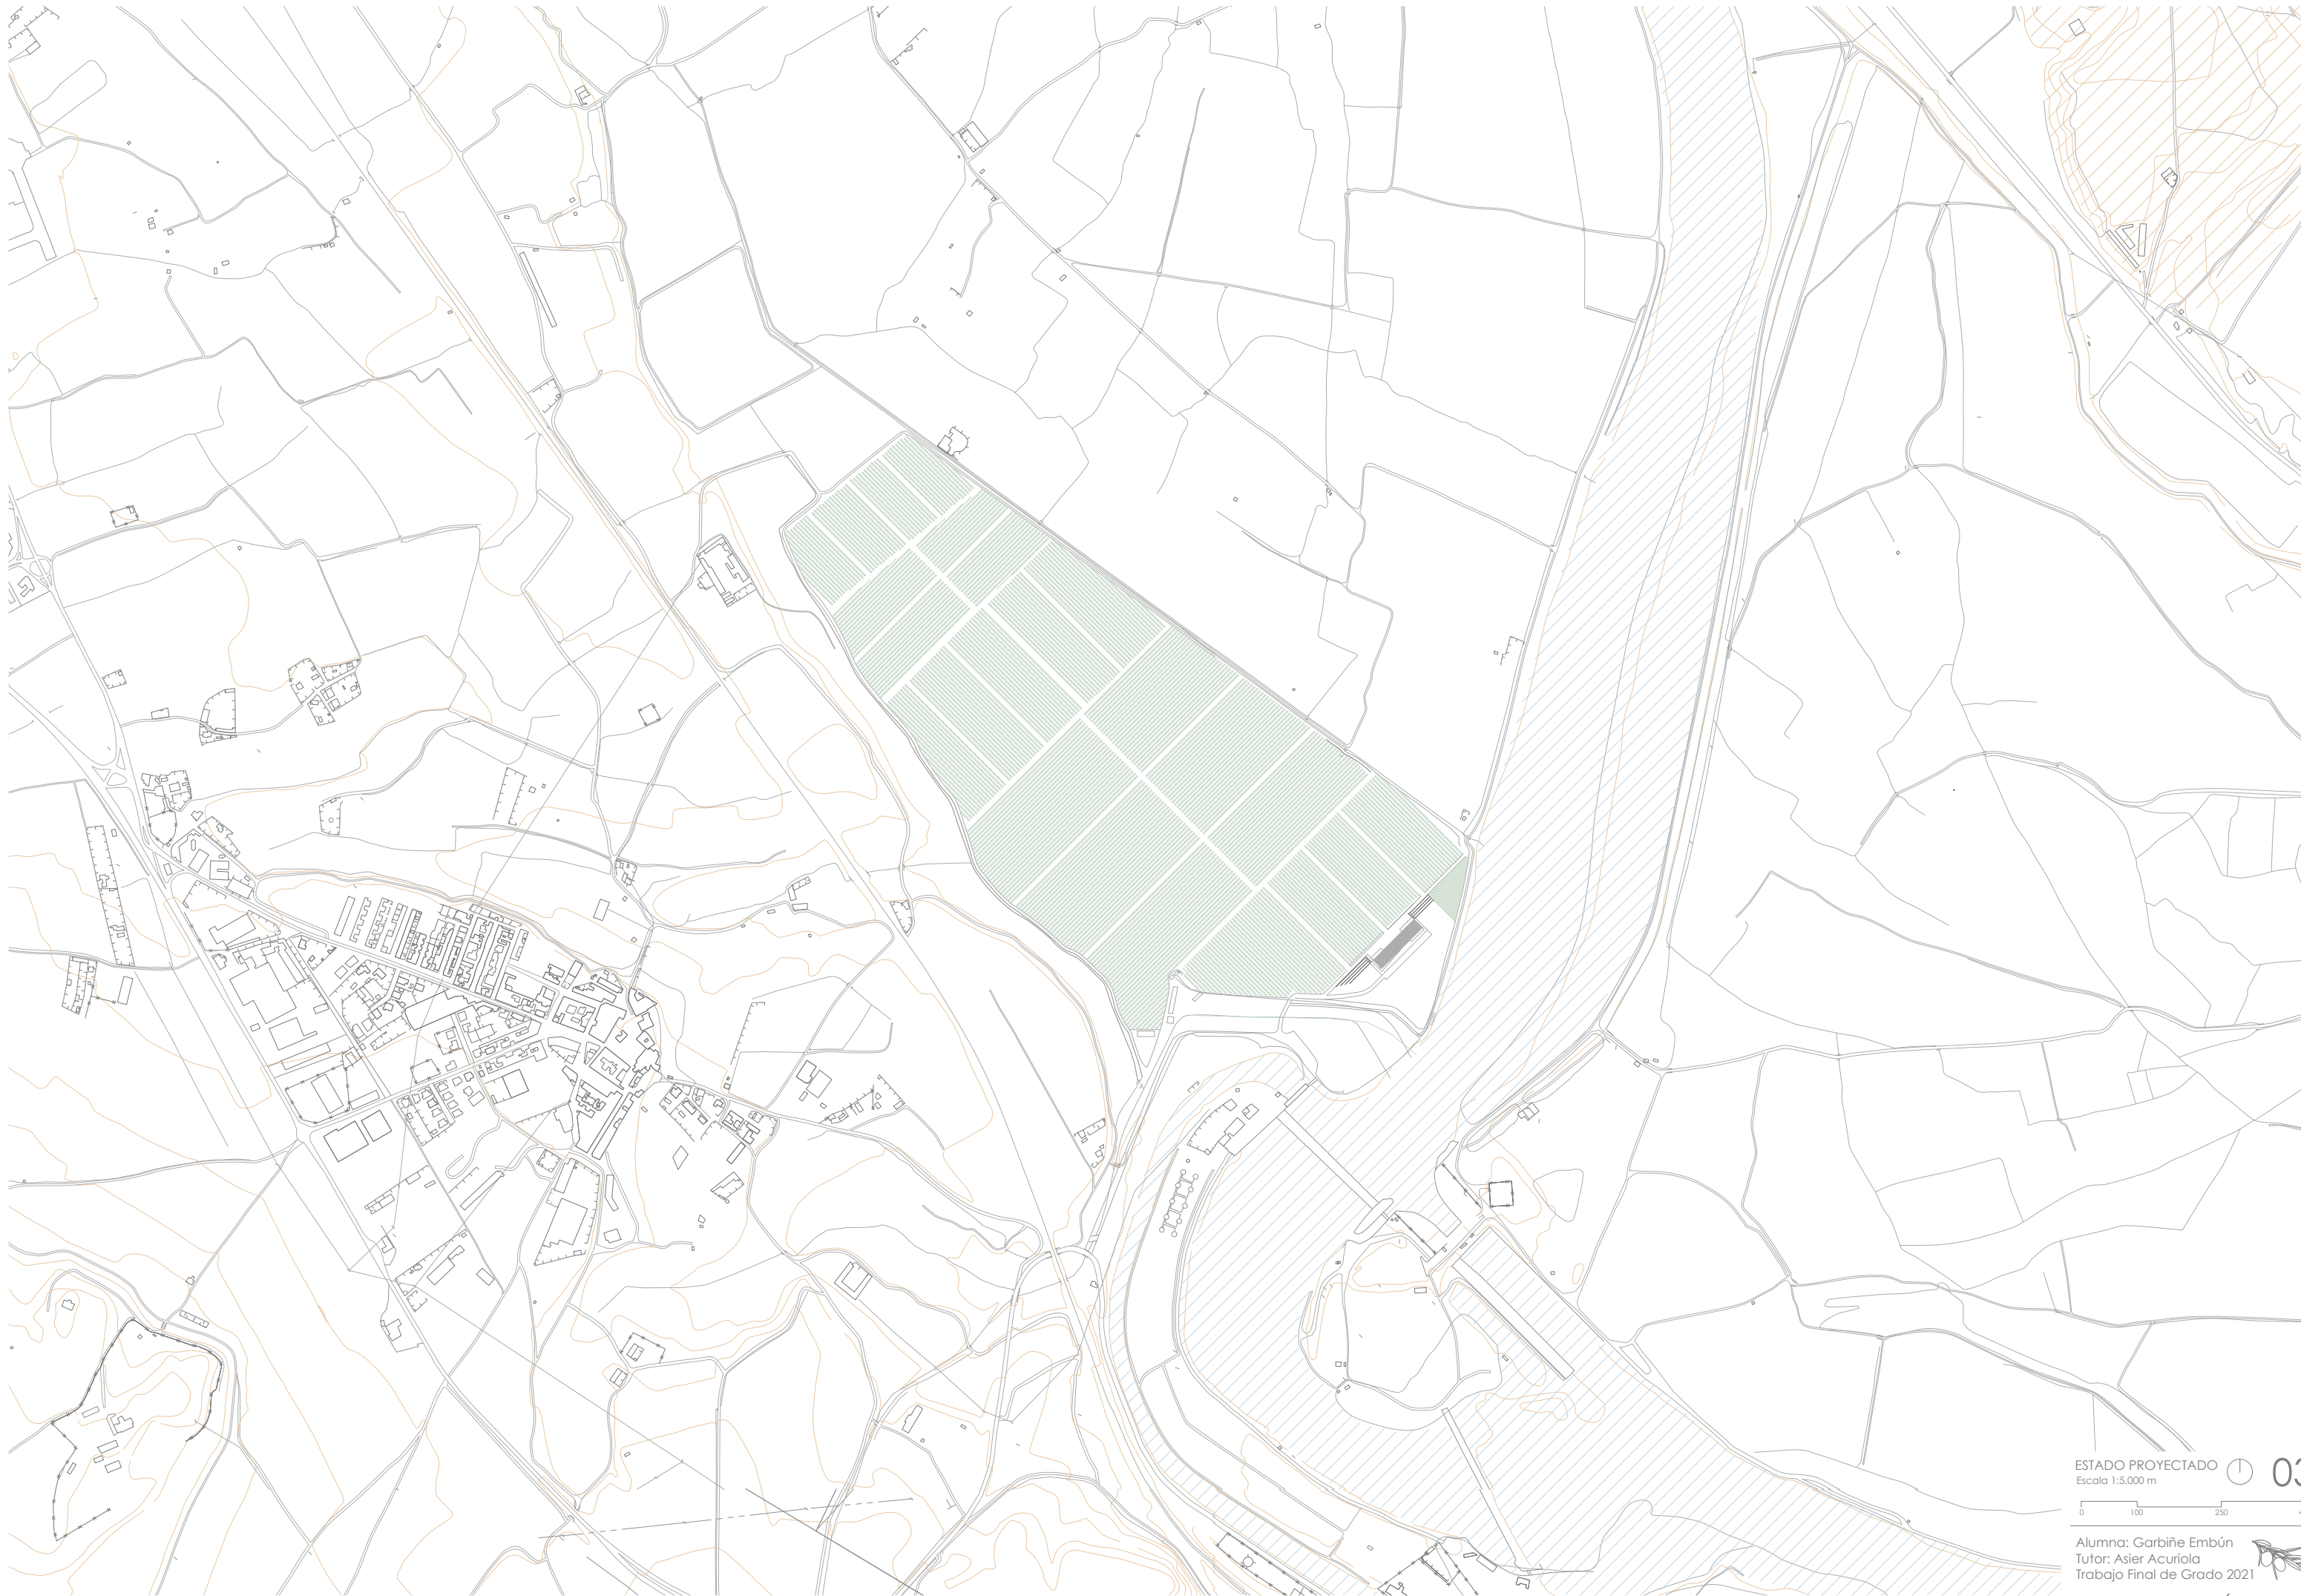 ESTADO PROYECTADO
Escala 1:5.000 m
0 100 250
Alumna: Garbiñe Embún
Tutor: Asier Acuriola
Trabajo Final de Grado 2021